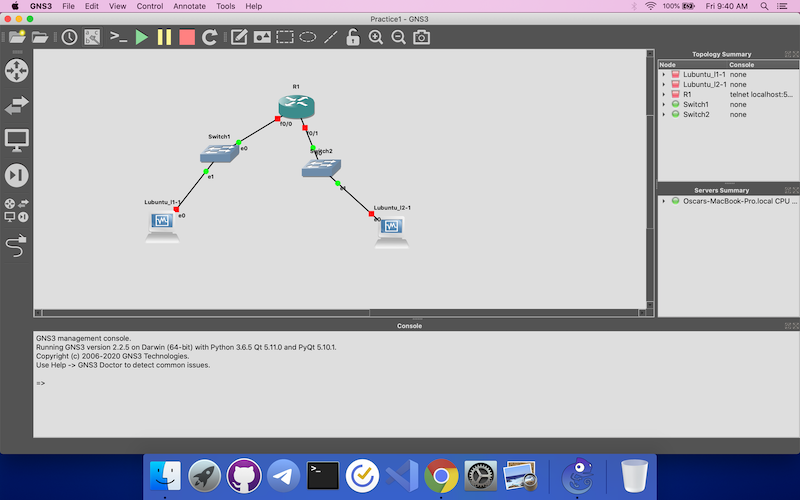 GNS3 File Edit View Control Annotate Tools Help 100% Fri 9:40 AM
Practice1 - GNS3
Topology Summary
Node Console
Lubuntu_l1-1 none
Lubuntu_l2-1 none
R1 telnet localhost:5...
Switch1 none
Switch2 none
R1
f0/0
f0/1
Switch1
e0
e1
Switch2
e1
Lubuntu_l1-1
e0
Lubuntu_l2-1
e0
Servers Summary
Oscars-MacBook-Pro.local CPU ...
Console
GNS3 management console.
Running GNS3 version 2.2.5 on Darwin (64-bit) with Python 3.6.5 Qt 5.11.0 and PyQt 5.10.1.
Copyright (c) 2006-2020 GNS3 Technologies.
Use Help -> GNS3 Doctor to detect common issues.
=>